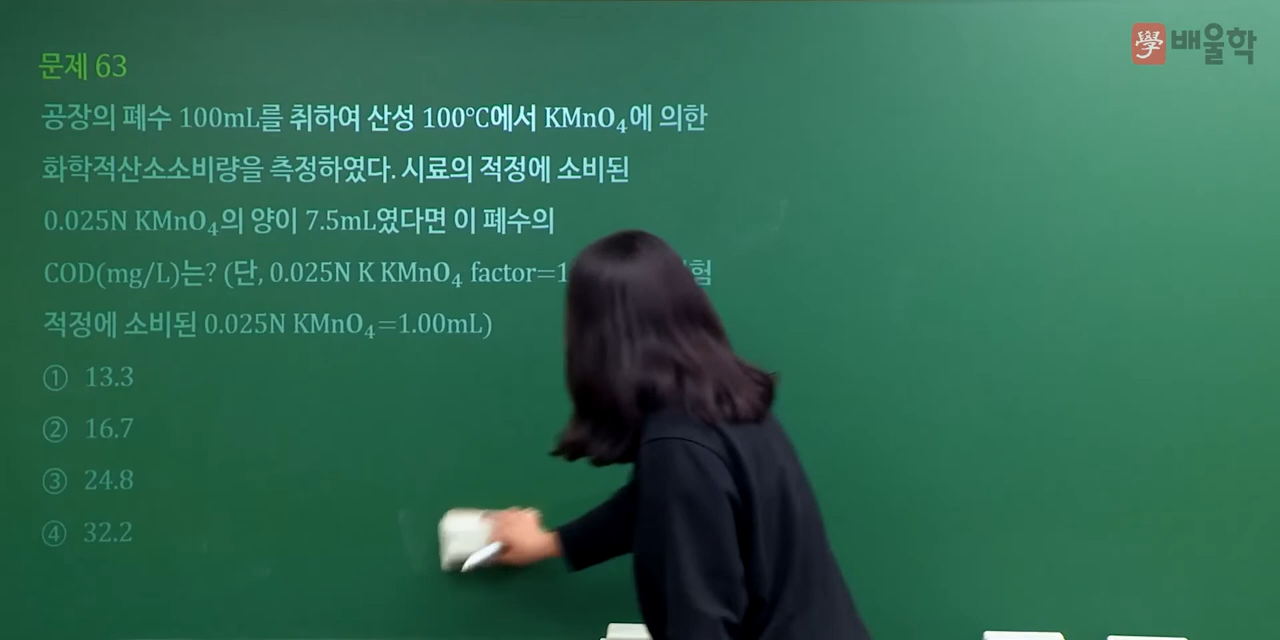 學 배울학
문제 63
공장의 폐수 100mL를 취하여 산성 100℃에서 KMnO₄에 의한
화학적산소소비량을 측정하였다. 시료의 적정에 소비된
0.025N KMnO₄의 양이 7.5mL였다면 이 폐수의
COD(mg/L)는? (단, 0.025N K KMnO₄ factor=1
적정에 소비된 0.025N KMnO₄=1.00mL)
① 13.3
② 16.7
③ 24.8
④ 32.2